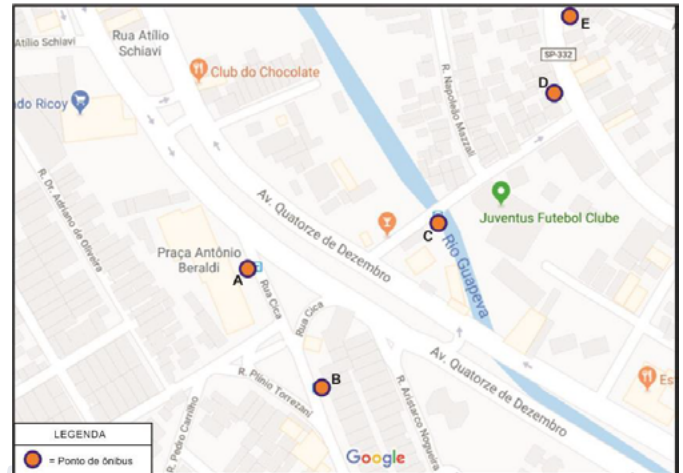 Rua Atílio
Schiavi
Atílio Schiavi
E
SP-332
D
Club do Chocolate
R. Napoleão Mazzali
do Ricoy
R. Dr. Adriano de Oliveira
Av. Quatorze de Dezembro
Juventus Futebol Clube
C
Rio Guapeva
Praça Antônio
Beraldi
A
Rua Cica
Rua Cica
Av. Quatorze de Dezembro
R. Plínio Torrezani
B
R. Aristarco Nogueira
R. Pedro Carrilho
Es
LEGENDA
= Ponto de ônibus
Google